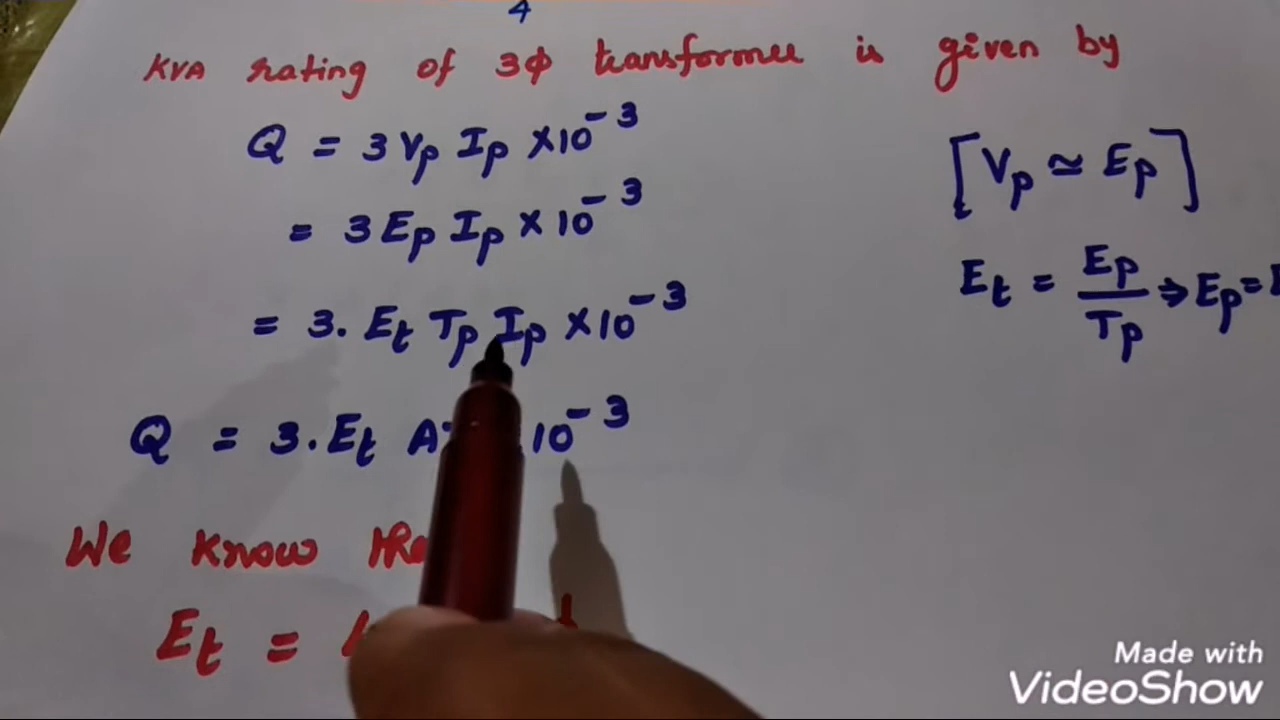 4
KVA rating of 3Φ transformer is given by
Q = 3 Vp Ip ×10⁻³
[Vp ≃ Ep]
= 3 Ep Ip × 10⁻³
Et = Ep / Tp ⇒ Ep =
= 3. Et Tp Ip ×10⁻³
Q = 3. Et A 10⁻³
We know
Et =
Made with
VideoShow